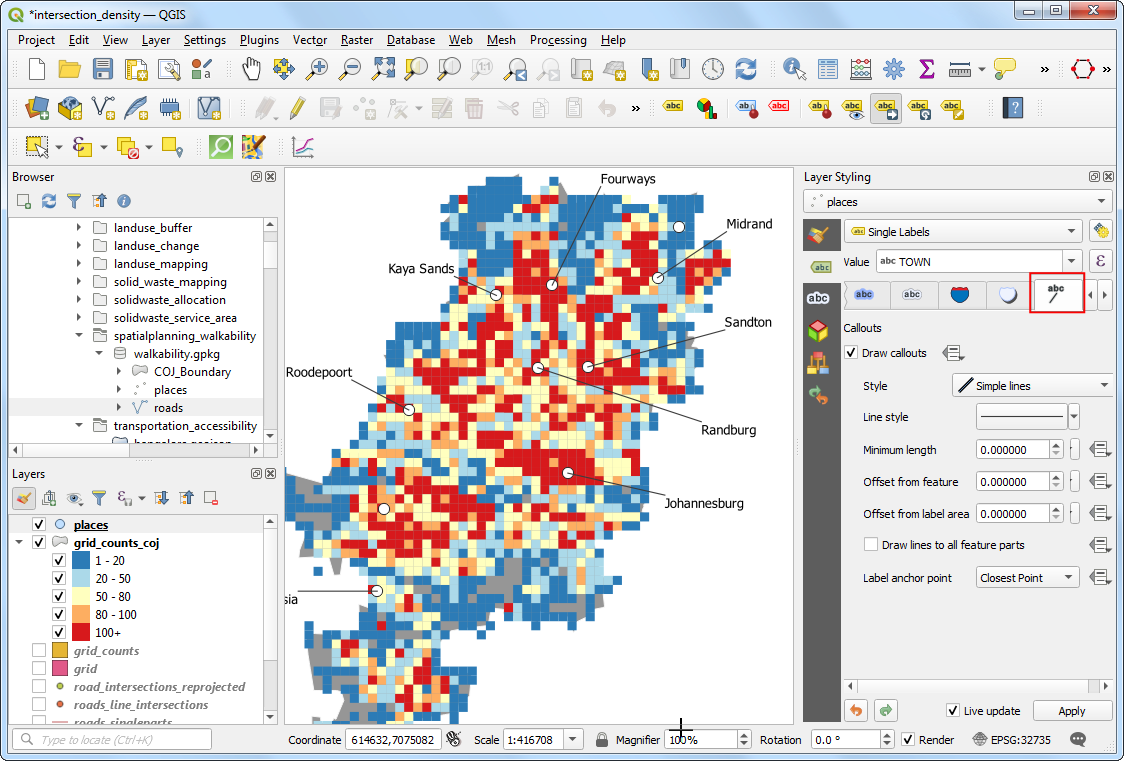 *intersection_density — QGIS
Project Edit View Layer Settings Plugins Vector Raster Database Web Mesh Processing Help
Browser
landuse_buffer
landuse_change
landuse_mapping
solid_waste_mapping
solidwaste_allocation
solidwaste_service_area
spatialplanning_walkability
walkability.gpkg
COJ_Boundary
places
roads
transportation_accessibility
Layers
places
grid_counts_coj
1 - 20
20 - 50
50 - 80
80 - 100
100+
grid_counts
grid
road_intersections_reprojected
roads_line_intersections
roads_singleparts
Fourways
Midrand
Kaya Sands
Sandton
Roodepoort
Randburg
Johannesburg
sia
Layer Styling
places
abc Single Labels
Value abc TOWN ε
abc abc abc abc
Callouts
Draw callouts
Style Simple lines
Line style
Minimum length 0.000000
Offset from feature 0.000000
Offset from label area 0.000000
Draw lines to all feature parts
Label anchor point Closest Point
Live update Apply
Type to locate (Ctrl+K) Coordinate 614632,7075082 Scale 1:416708 Magnifier 100% Rotation 0.0 ° Render EPSG:32735